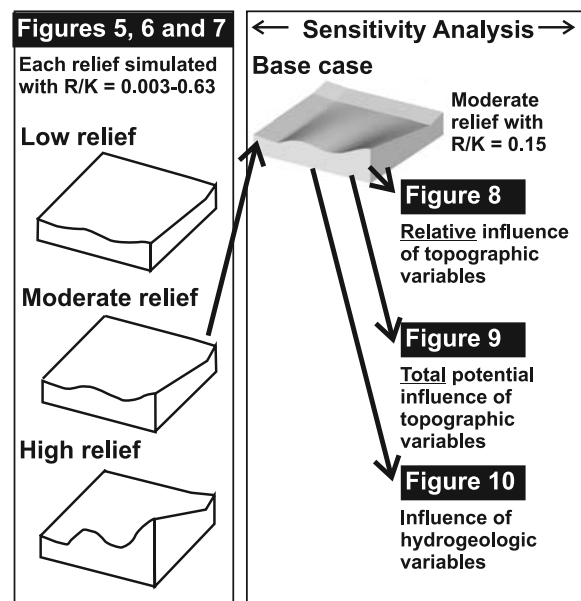 Figures 5, 6 and 7
Each relief simulated
with R/K = 0.003-0.63
Low relief
Moderate relief
High relief
Sensitivity Analysis
Base case
Moderate
relief with
R/K = 0.15
Figure 8
Relative influence
of topographic
variables
Figure 9
Total potential
influence of
topographic
variables
Figure 10
Influence of
hydrogeologic
variables